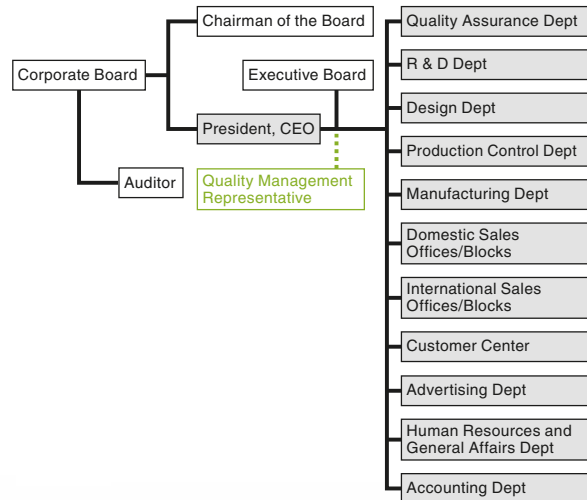 Chairman of the Board
Corporate Board
Executive Board
President, CEO
Auditor
Quality Management
Representative
Quality Assurance Dept
R & D Dept
Design Dept
Production Control Dept
Manufacturing Dept
Domestic Sales
Offices/Blocks
International Sales
Offices/Blocks
Customer Center
Advertising Dept
Human Resources and
General Affairs Dept
Accounting Dept